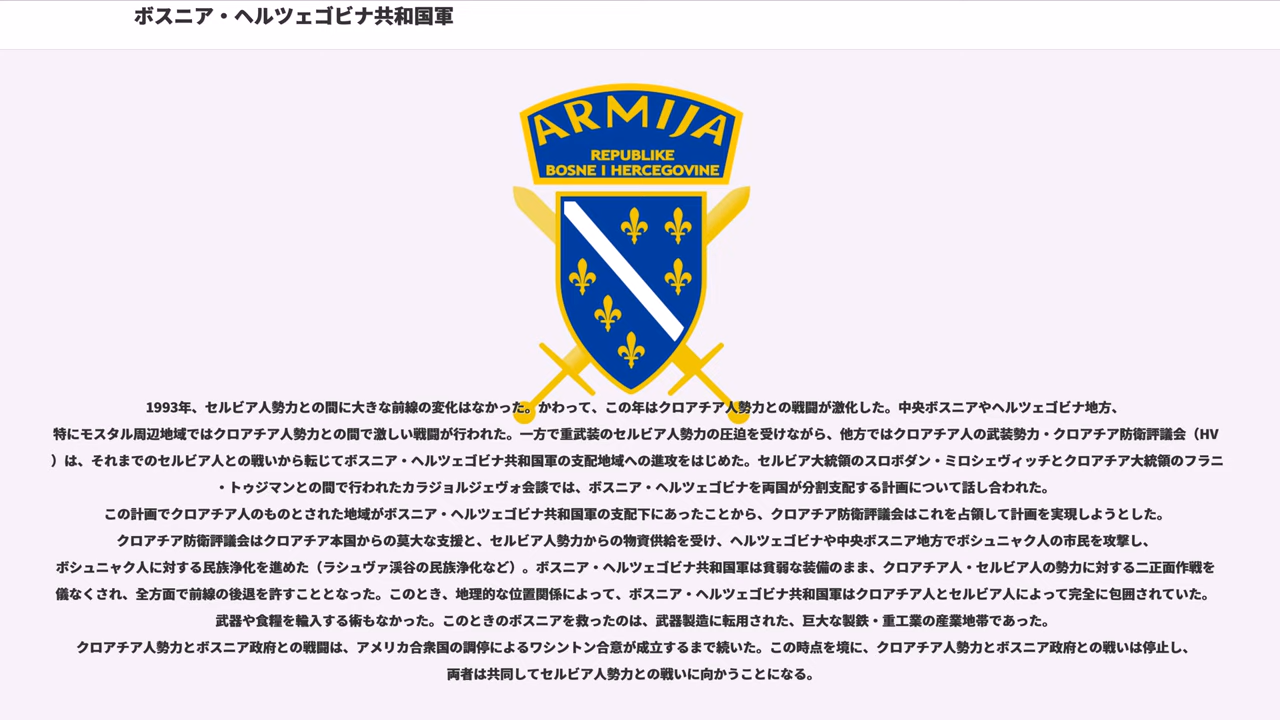 ボスニア・ヘルツェゴビナ共和国軍
ARMIJA
REPUBLIKE
BOSNE I HERCEGOVINE
1993年、セルビア人勢力との間に大きな前線の変化はなかった。かわって、この年はクロアチア人勢力との戦闘が激化した。中央ボスニアやヘルツェゴビナ地方、
特にモスタル周辺地域ではクロアチア人勢力との間で激しい戦闘が行われた。一方で重武装のセルビア人勢力の圧迫を受けながら、他方ではクロアチア人の武装勢力・クロアチア防衛評議会（HV
）は、それまでのセルビア人との戦いから転じてボスニア・ヘルツェゴビナ共和国軍の支配地域への進攻をはじめた。セルビア大統領のスロボダン・ミロシェヴィッチとクロアチア大統領のフラニ
・トゥジマンとの間で行われたカラジョルジェヴォ会談では、ボスニア・ヘルツェゴビナを両国が分割支配する計画について話し合われた。
この計画でクロアチア人のものとされた地域がボスニア・ヘルツェゴビナ共和国軍の支配下にあったことから、クロアチア防衛評議会はこれを占領して計画を実現しようとした。
クロアチア防衛評議会はクロアチア本国からの莫大な支援と、セルビア人勢力からの物資供給を受け、ヘルツェゴビナや中央ボスニア地方でボシュニャク人の市民を攻撃し、
ボシュニャク人に対する民族浄化を進めた（ラシュヴァ渓谷の民族浄化など）。ボスニア・ヘルツェゴビナ共和国軍は貧弱な装備のまま、クロアチア人・セルビア人の勢力に対する二正面作戦を
儀なくされ、全方面で前線の後退を許すこととなった。このとき、地理的な位置関係によって、ボスニア・ヘルツェゴビナ共和国軍はクロアチア人とセルビア人によって完全に包囲されていた。
武器や食糧を輸入する術もなかった。このときのボスニアを救ったのは、武器製造に転用された、巨大な製鉄・重工業の産業地帯であった。
クロアチア人勢力とボスニア政府との戦闘は、アメリカ合衆国の調停によるワシントン合意が成立するまで続いた。この時点を境に、クロアチア人勢力とボスニア政府との戦いは停止し、
両者は共同してセルビア人勢力との戦いに向かうことになる。